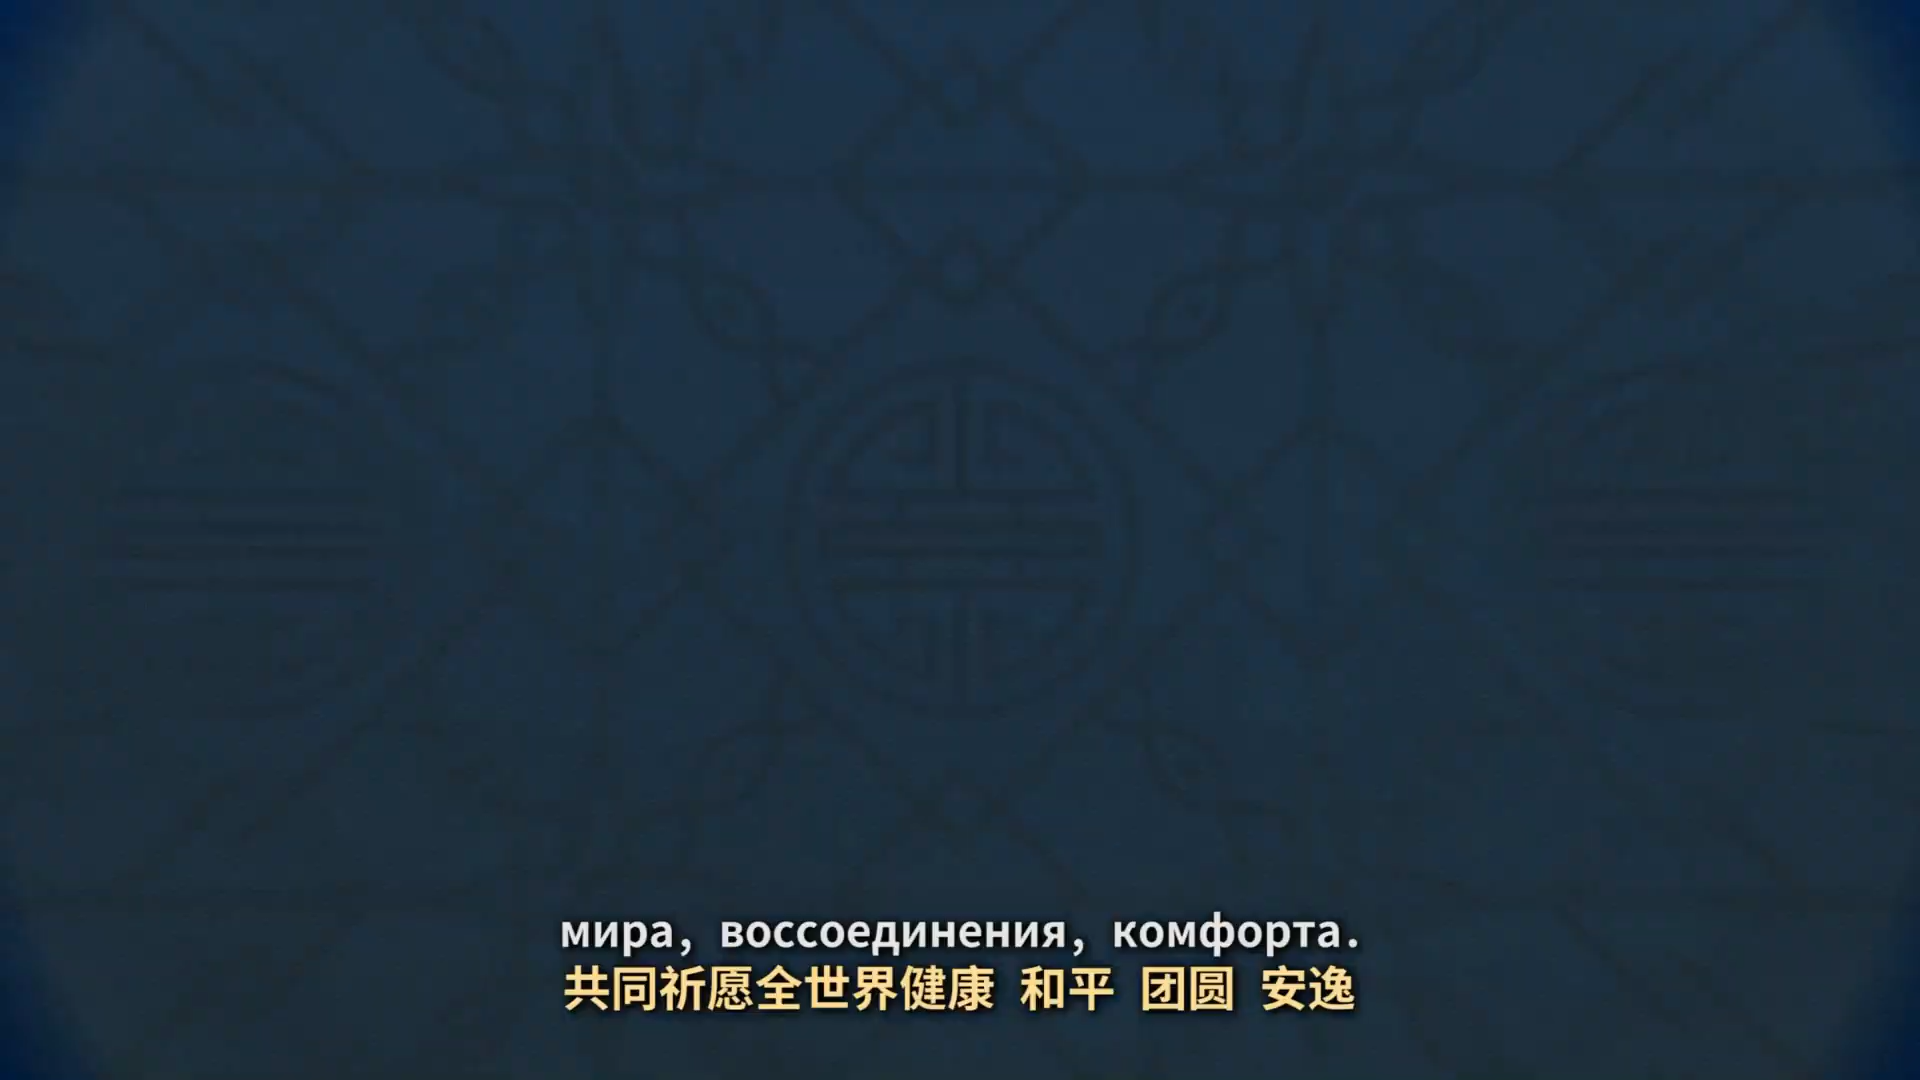 мира, воссоединения, комфорта.
共同祈愿全世界健康 和平 团圆 安逸